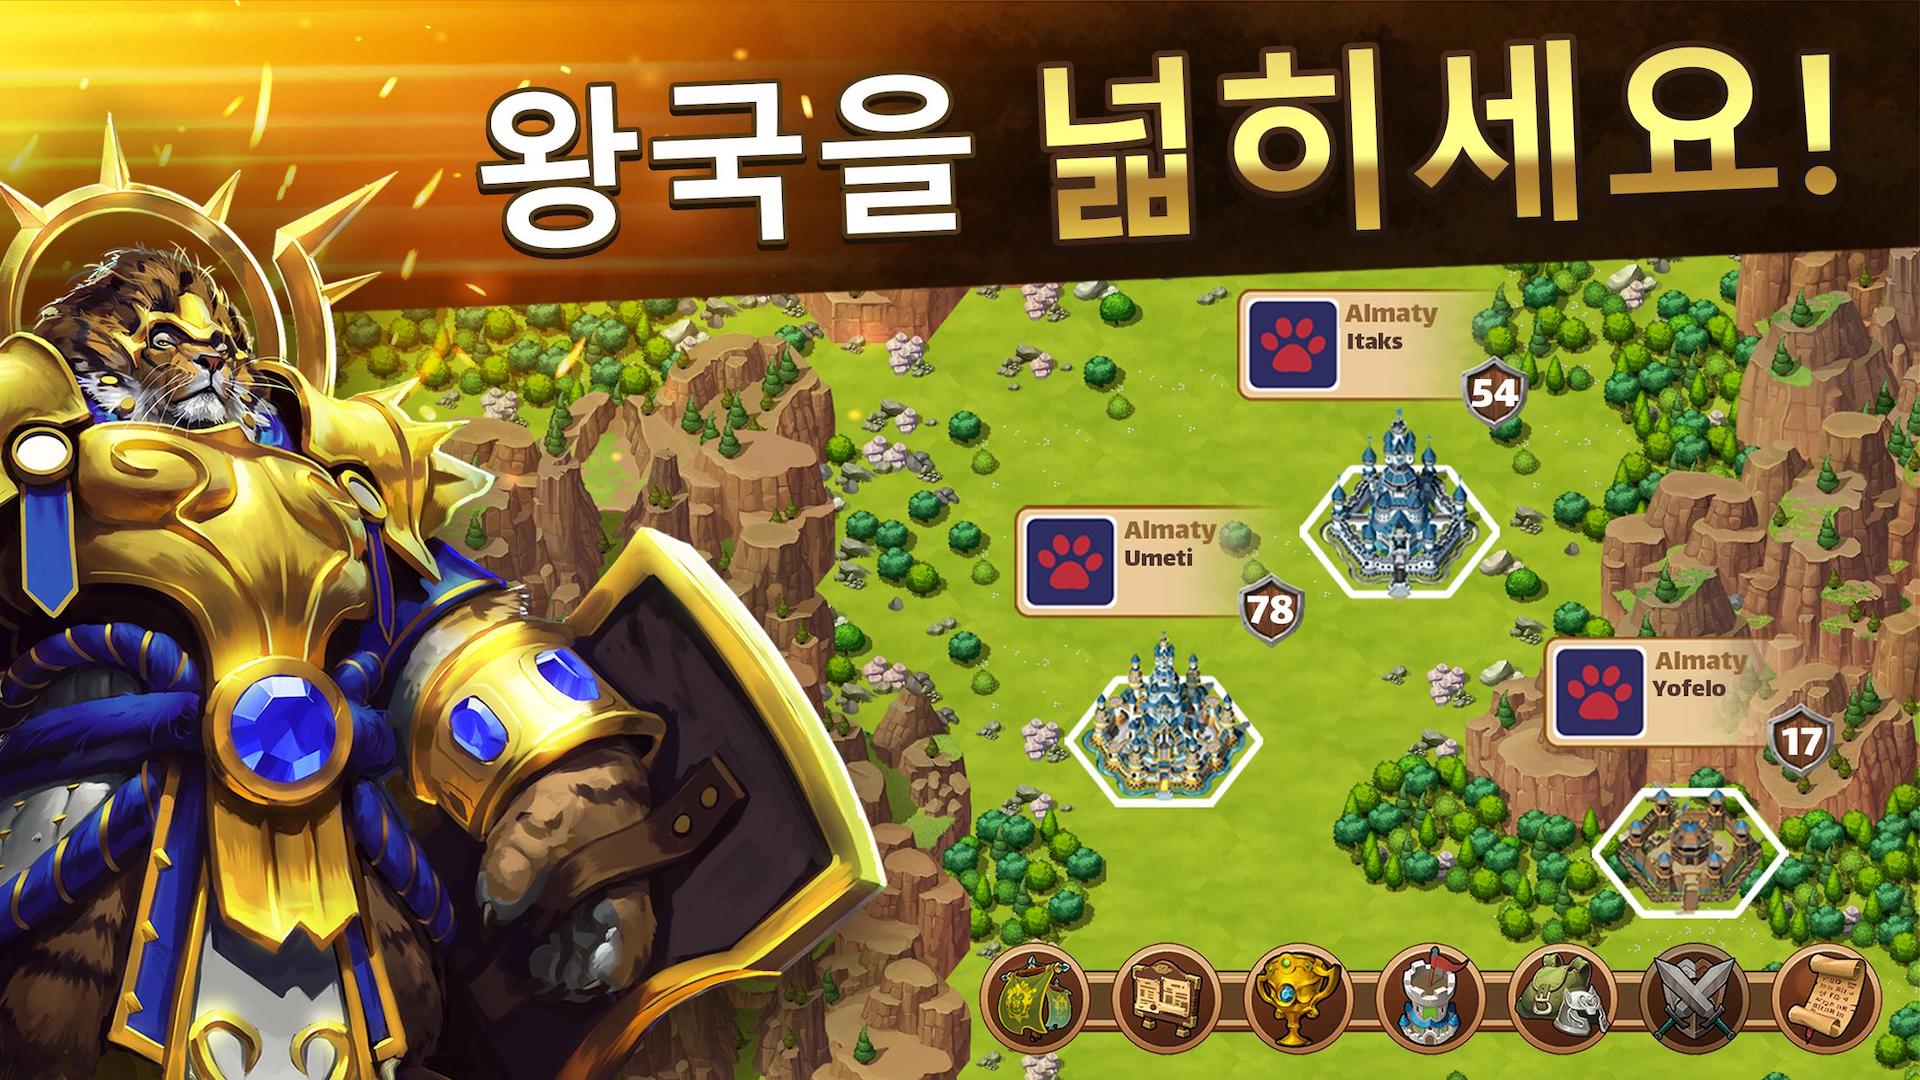 왕국을 넓히세요!
Almaty
Itaks
54
Almaty
Umeti
78
Almaty
Yofelo
17